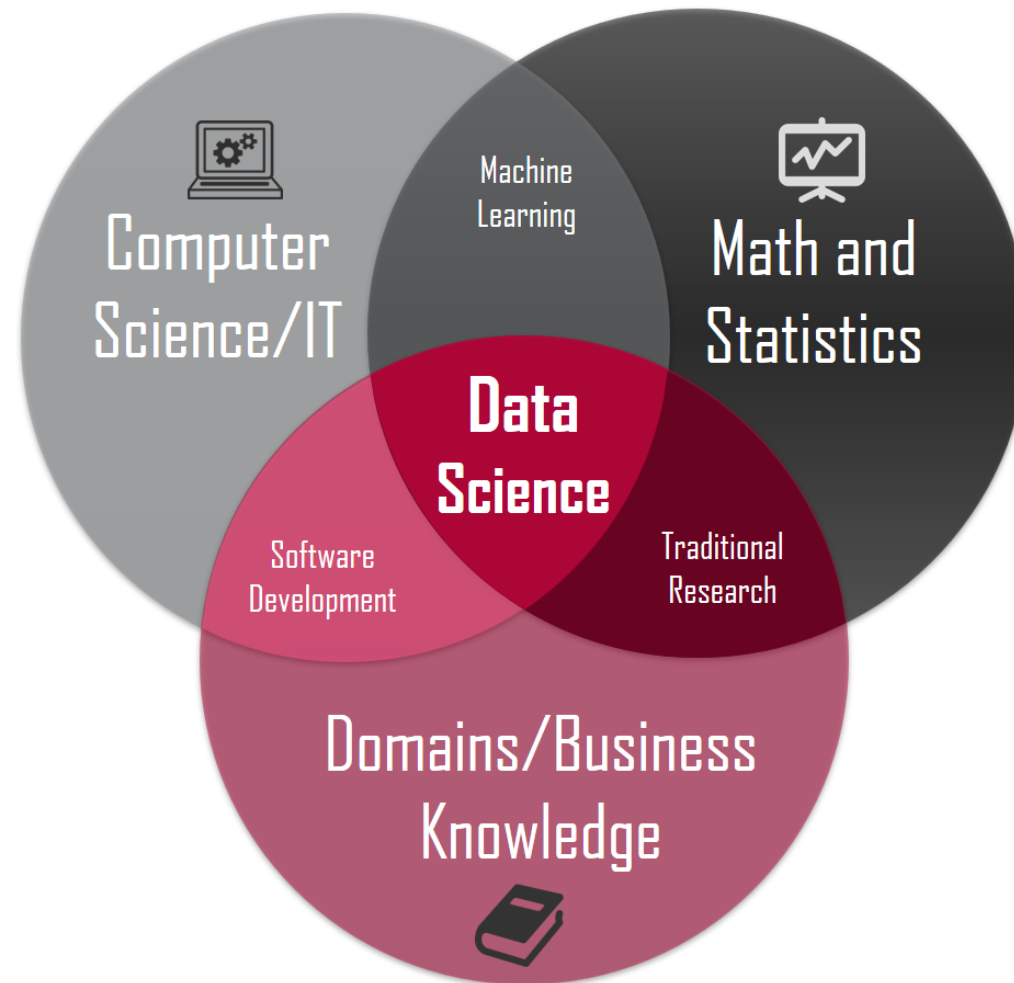 Machine
Learning
Computer
Science/IT
Math and
Statistics
Data
Science
Software
Development
Traditional
Research
Domains/Business
Knowledge